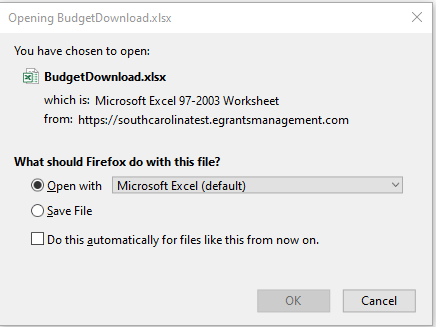 Opening BudgetDownload.xlsx
You have chosen to open:
BudgetDownload.xlsx
which is: Microsoft Excel 97-2003 Worksheet
from: https://southcarolinatest.egrantsmanagement.com
What should Firefox do with this file?
Open with Microsoft Excel (default)
Save File
Do this automatically for files like this from now on.
OK Cancel